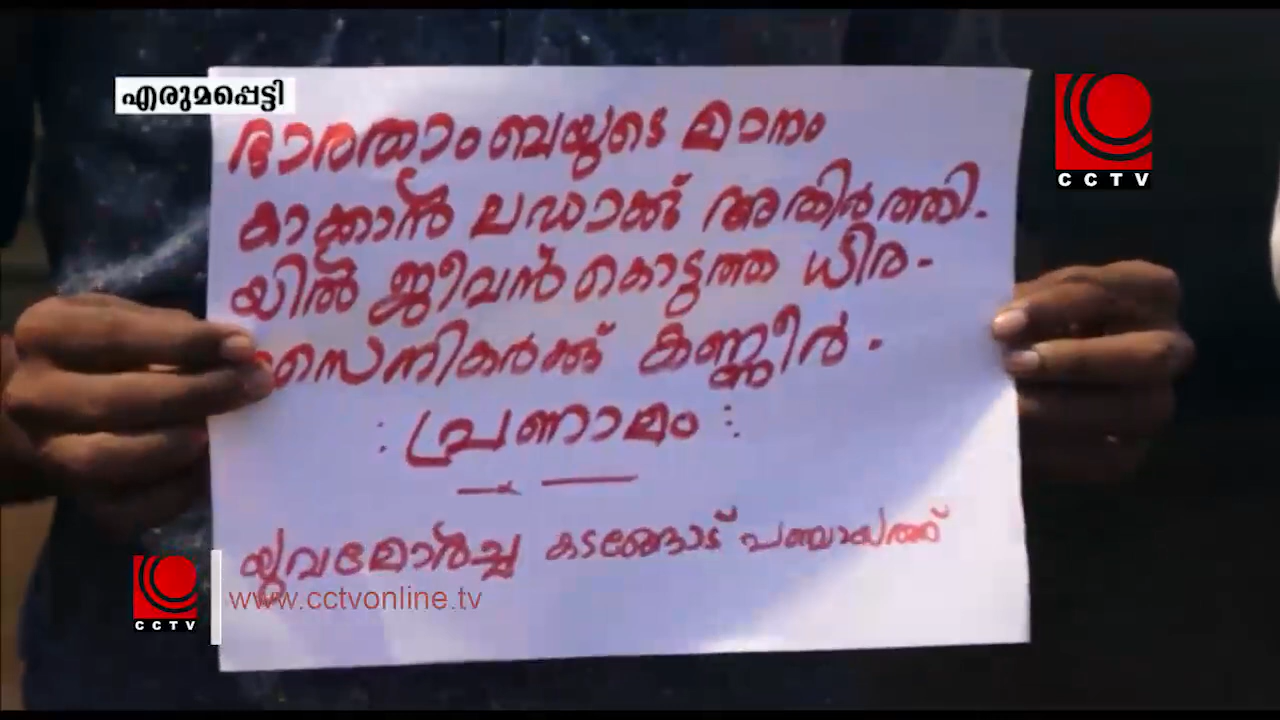 എരുമപ്പെട്ടി
CCTV
ഭാരതാംബയുടെ മാനം
കാക്കാൻ ലഡാക്ക് അതിർത്തി-
യിൽ ജീവൻ കൊടുത്ത ധീര-
സൈനികർക്ക് കണ്ണീർ-
: പ്രണാമം :
യുവമോർച്ച കടങ്ങോട് പഞ്ചായത്ത്
www.cctvonline.tv
CCTV